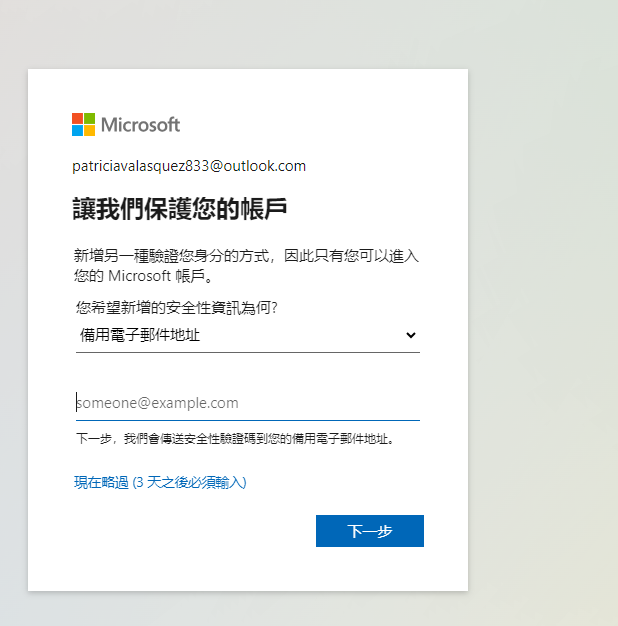 Microsoft
patriciavalasquez833@outlook.com
讓我們保護您的帳戶
新增另一種驗證您身分的方式，因此只有您可以進入
您的 Microsoft 帳戶。
您希望新增的安全性資訊為何?
備用電子郵件地址
someone@example.com
下一步，我們會傳送安全性驗證碼到您的備用電子郵件地址。
現在略過 (3 天之後必須輸入)
下一步